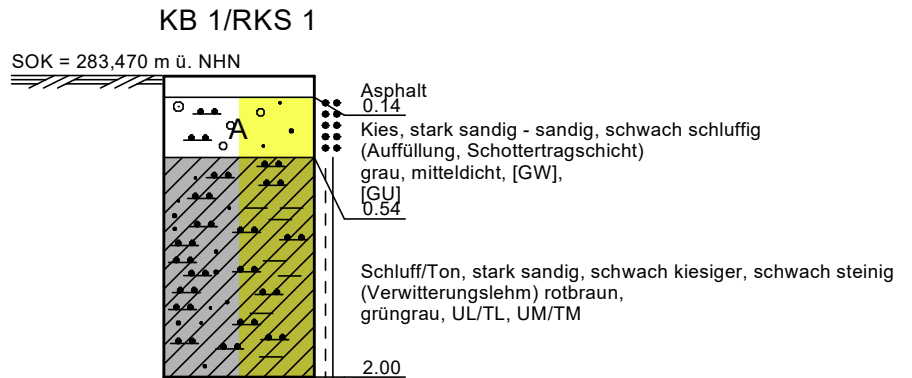 KB 1/RKS 1
SOK = 283,470 m ü. NHN
Asphalt
0.14
A
Kies, stark sandig - sandig, schwach schluffig
(Auffüllung, Schottertragschicht)
grau, mitteldicht, [GW],
[GU]
0.54
Schluff/Ton, stark sandig, schwach kiesiger, schwach steinig
(Verwitterungslehm) rotbraun,
grüngrau, UL/TL, UM/TM
2.00